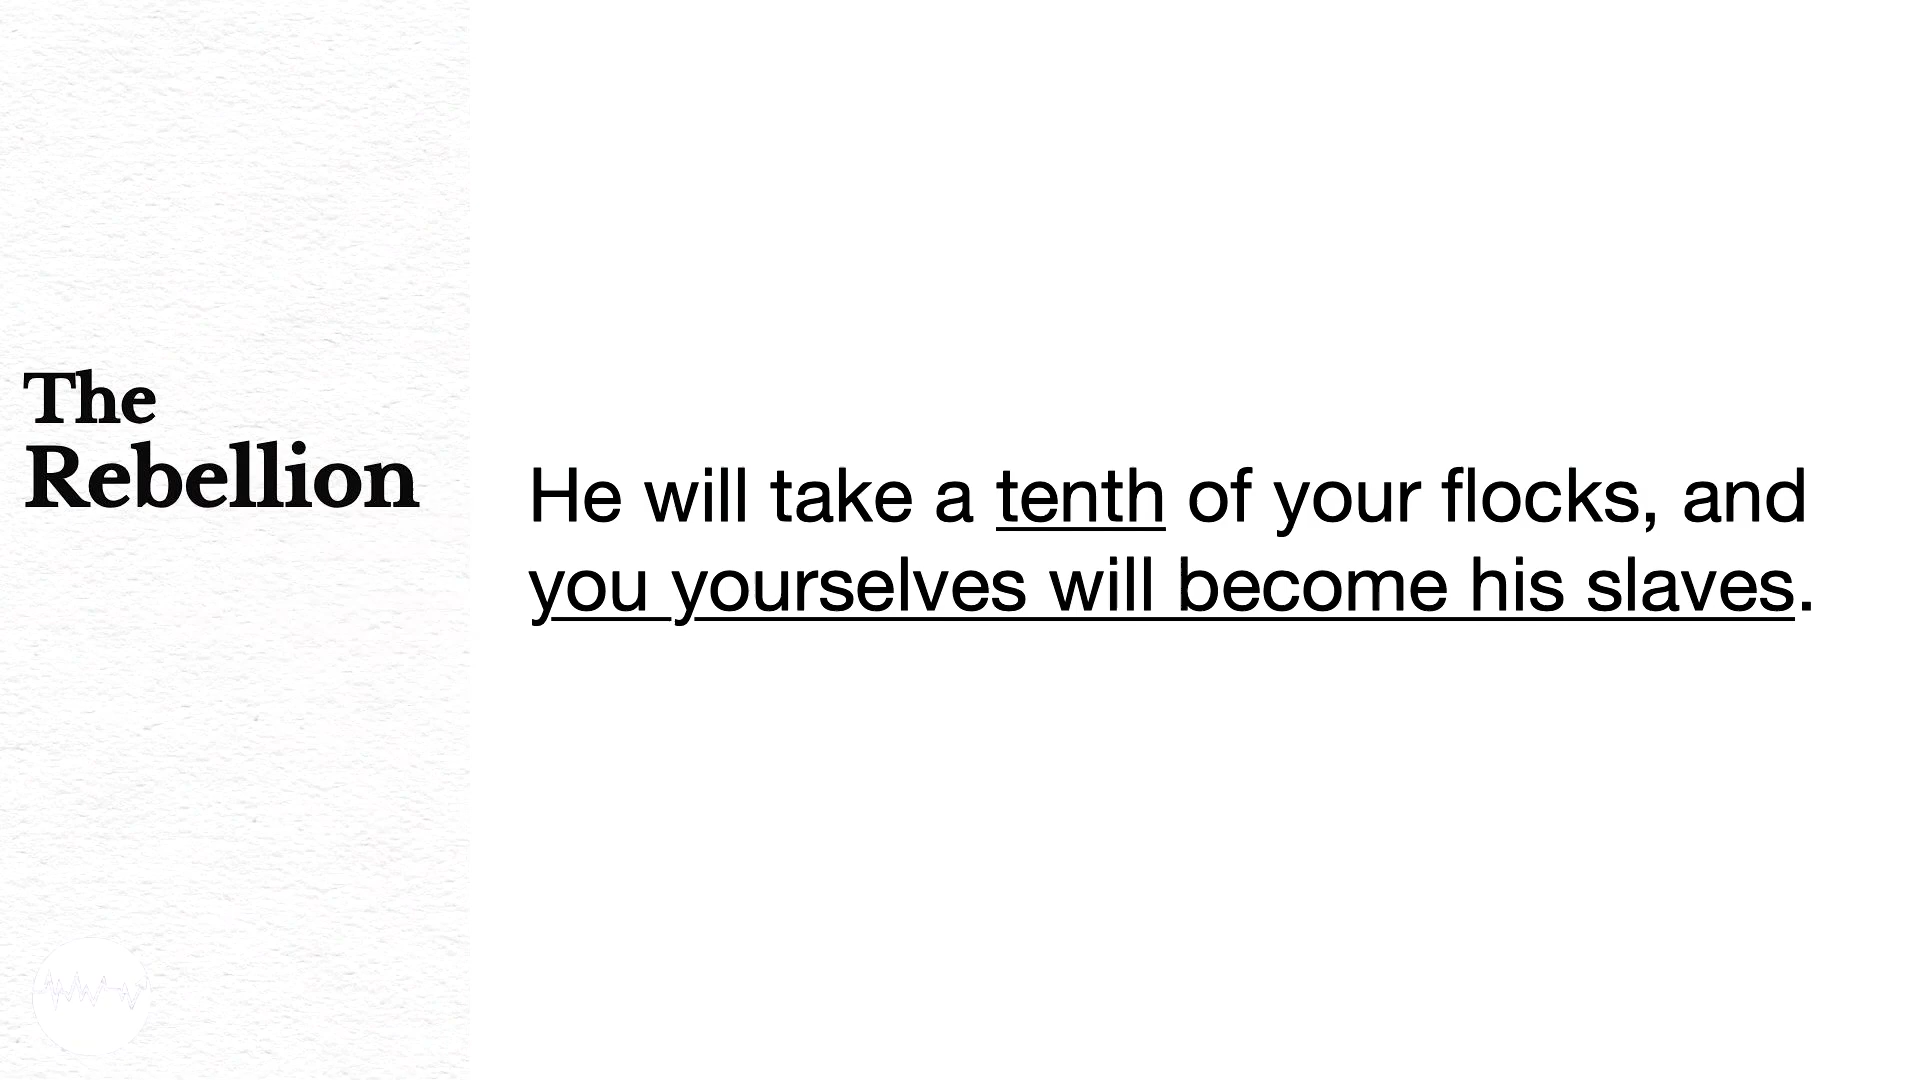 The
Rebellion
He will take a tenth of your flocks, and
you yourselves will become his slaves.